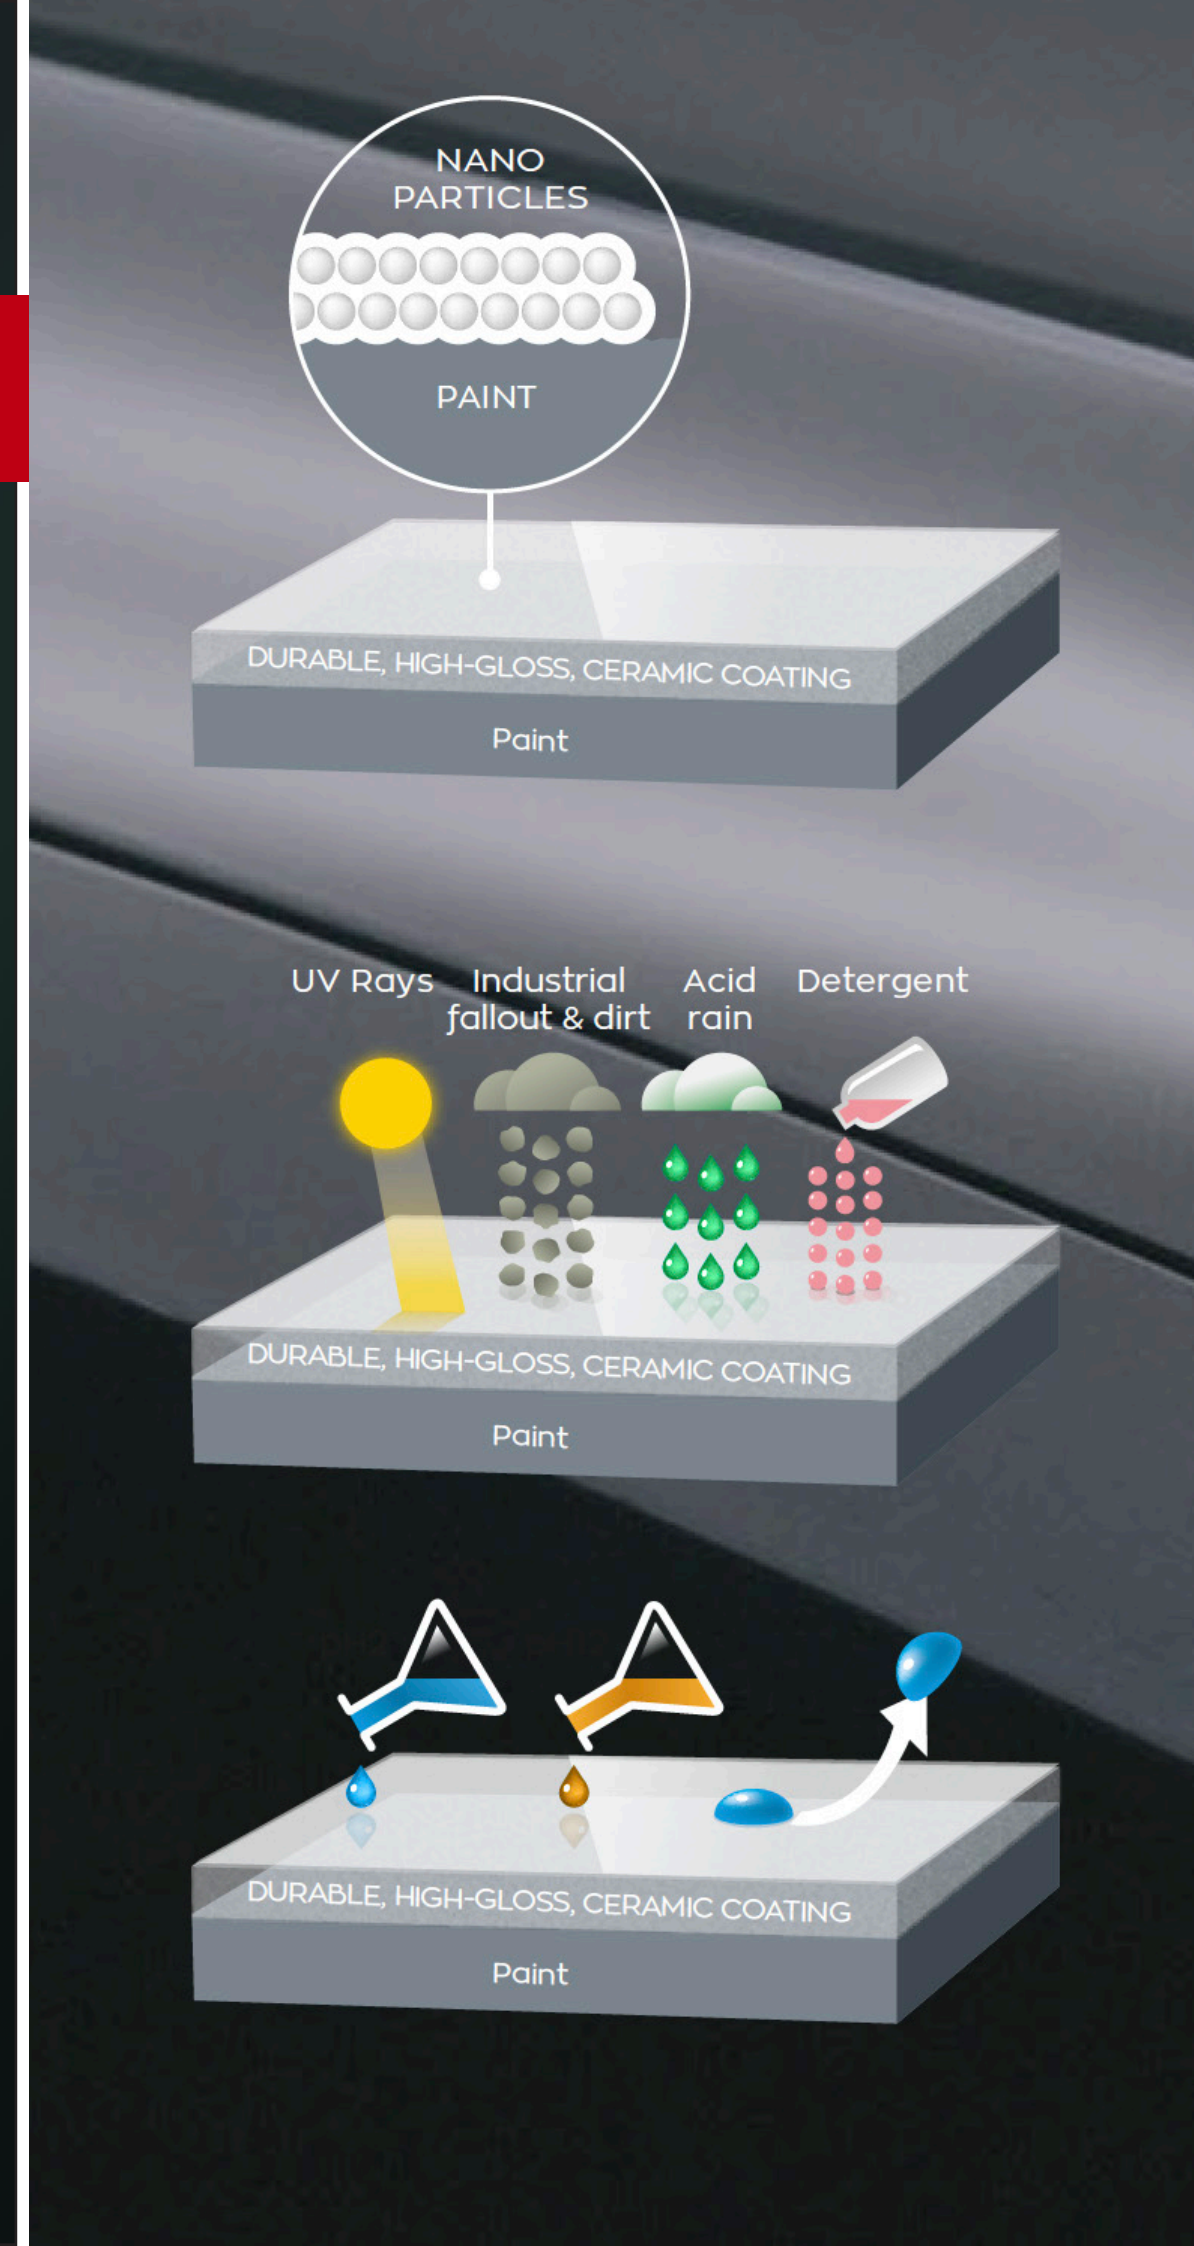 NANO
PARTICLES
PAINT
DURABLE, HIGH-GLOSS, CERAMIC COATING
Paint
UV Rays
Industrial
fallout & dirt
Acid
rain
Detergent
DURABLE, HIGH-GLOSS, CERAMIC COATING
Paint
DURABLE, HIGH-GLOSS, CERAMIC COATING
Paint